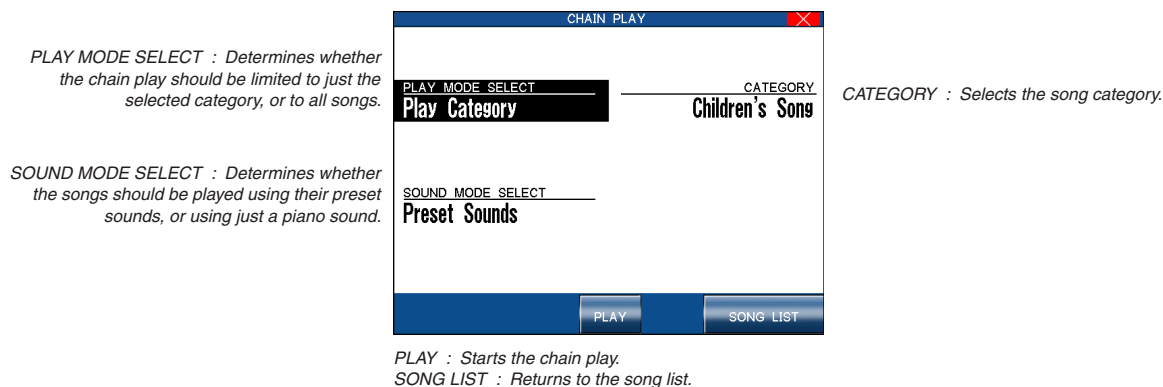 CHAIN PLAY
PLAY MODE SELECT : Determines whether
the chain play should be limited to just the
selected category, or to all songs.
PLAY MODE SELECT
Play Category
CATEGORY
Children's Song
CATEGORY : Selects the song category.
SOUND MODE SELECT : Determines whether
the songs should be played using their preset
sounds, or using just a piano sound.
SOUND MODE SELECT
Preset Sounds
PLAY
SONG LIST
PLAY : Starts the chain play.
SONG LIST : Returns to the song list.